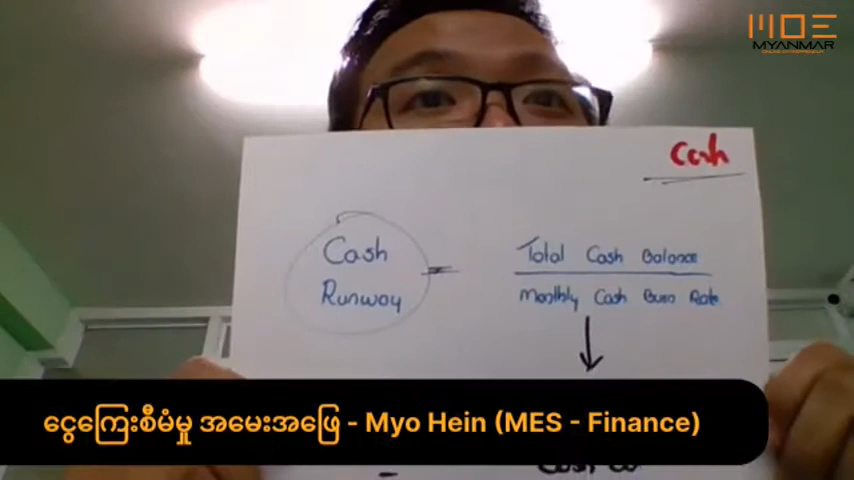 MOE
MYANMAR
Cash
Cash
Runway
=
Total Cash Balance
Monthly Cash Burn Rate
ငွေကြေးစီမံမှု အမေးအဖြေ - Myo Hein (MES - Finance)